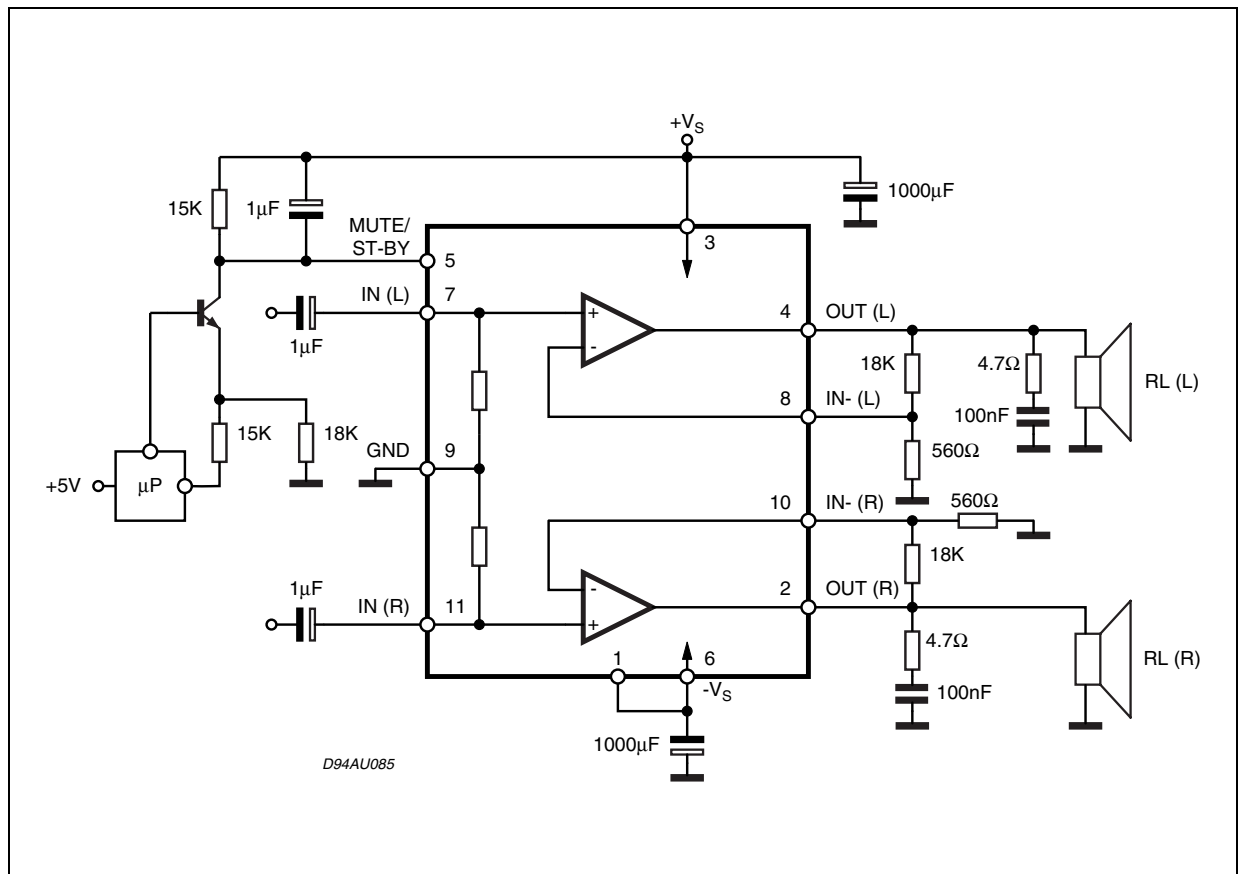 +VS
1000μF
15K
1μF
MUTE/
ST-BY
5
3
IN (L)
7
1μF
4
OUT (L)
18K
4.7Ω
RL (L)
8
IN- (L)
100nF
15K
18K
GND
9
560Ω
+5V
μP
10
IN- (R)
560Ω
18K
1μF
IN (R)
11
2
OUT (R)
4.7Ω
RL (R)
1
6
-VS
100nF
1000μF
D94AU085
+
-
-
+